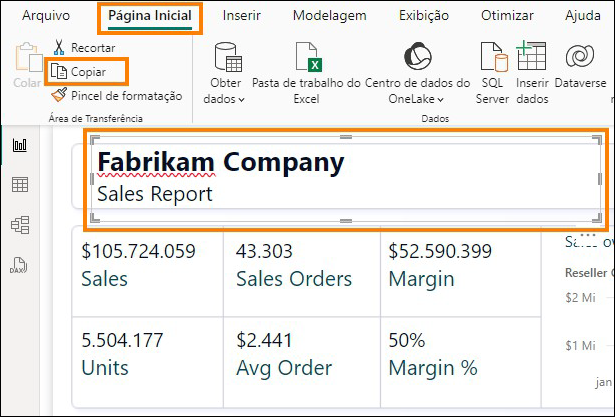 Arquivo Página Inicial Inserir Modelagem Exibição Otimizar Ajuda
Colar
Recortar
Copiar
Pincel de formatação
Área de Transferência
Obter dados
Pasta de trabalho do Excel
Centro de dados do OneLake
SQL Server
Inserir dados
Dataverse
Dados
DAX
Fabrikam Company
Sales Report
$105.724.059 43.303 $52.590.399
Sales Sales Orders Margin
5.504.177 $2.441 50%
Units Avg Order Margin %
Sales ov
Reseller C
$2 Mi
$1 Mi
jan